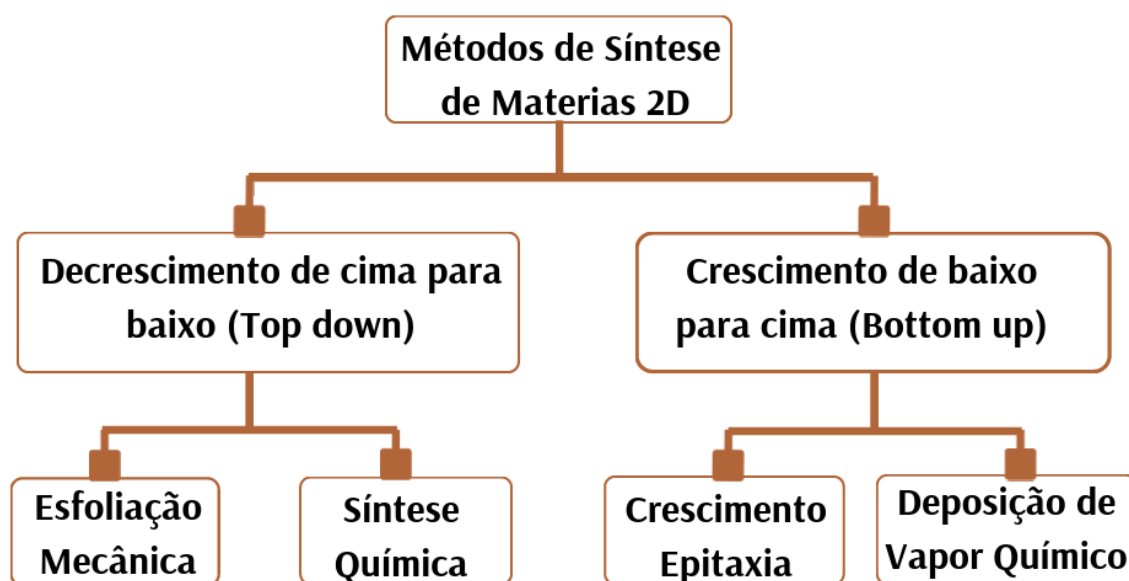 Métodos de Síntese
de Materias 2D
Decrescimento de cima para
baixo (Top down)
Crescimento de baixo
para cima (Bottom up)
Esfoliação
Mecânica
Síntese
Química
Crescimento
Epitaxia
Deposição de
Vapor Químico